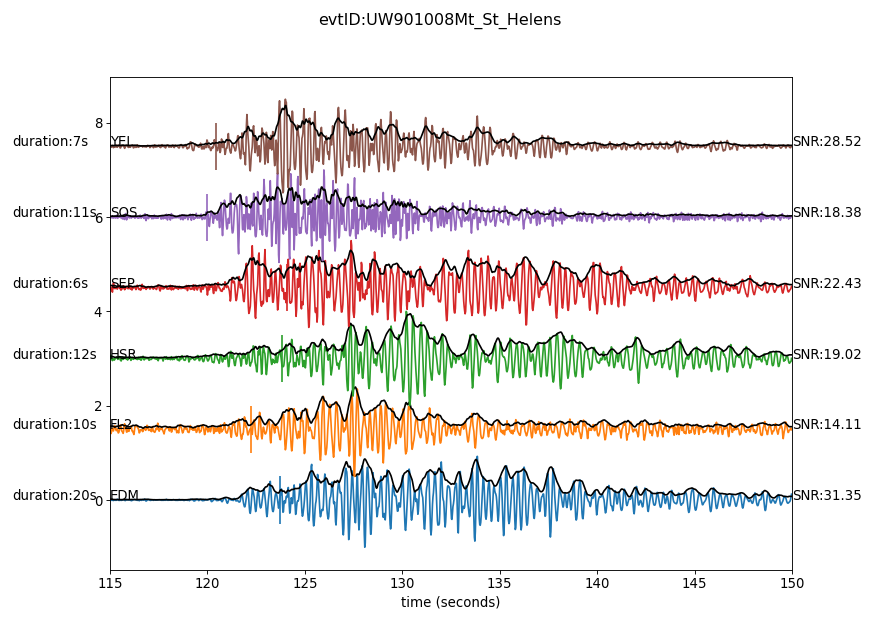 evtID:UW901008Mt_St_Helens
8
duration:7s YEL SNR:28.52
duration:11s SOS SNR:18.38
6
duration:6s SEP SNR:22.43
4
duration:12s HSR SNR:19.02
2
duration:10s FL2 SNR:14.11
duration:20s EDM SNR:31.35
0
115 120 125 130 135 140 145 150
time (seconds)